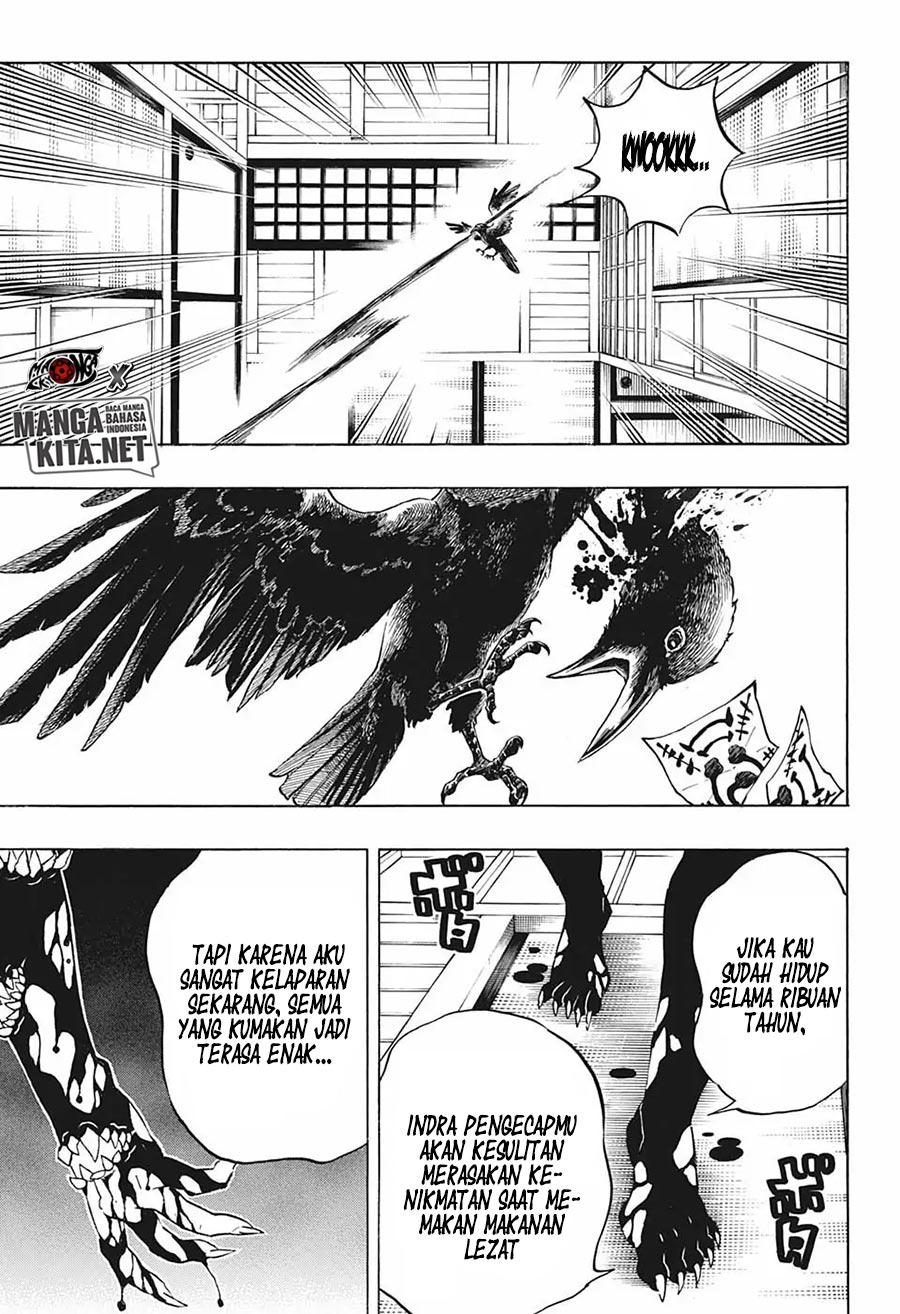 KWOOKKK...
X
MANGA
BACA MANGA
BAHASA
INDONESIA
KITA.NET
JIKA KAU
SUDAH HIDUP
SELAMA RIBUAN
TAHUN,
INDRA PENGECAPMU
AKAN KESULITAN
MERASAKAN KE-
NIKMATAN SAAT ME-
MAKAN MAKANAN
LEZAT
TAPI KARENA AKU
SANGAT KELAPARAN
SEKARANG, SEMUA
YANG KUMAKAN JADI
TERASA ENAK...